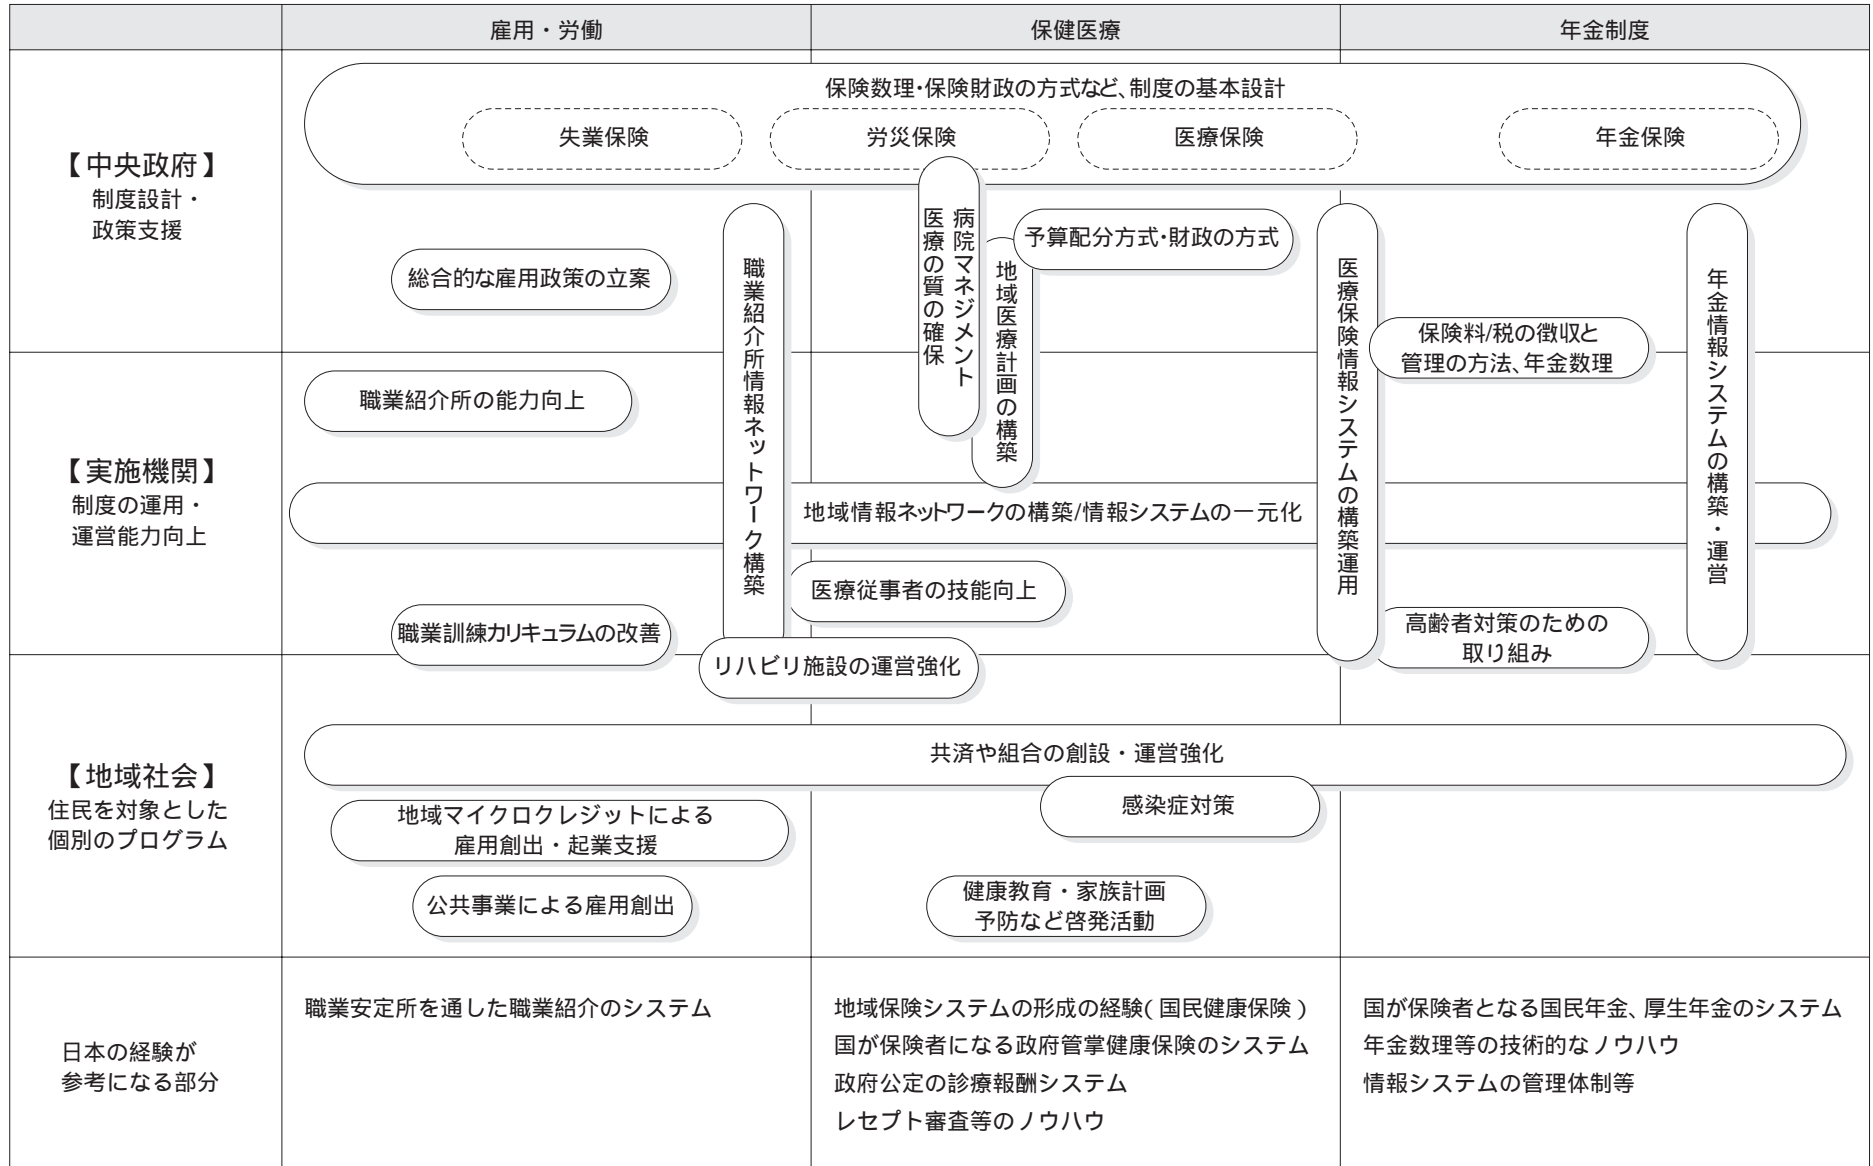 雇用・労働
保健医療
年金制度
【中央政府】
制度設計・
政策支援
保険数理・保険財政の方式など、制度の基本設計
失業保険
労災保険
医療保険
年金保険
総合的な雇用政策の立案
職業紹介所情報ネットワーク構築
病院マネジメント
医療の質の確保
地域医療計画の構築
予算配分方式・財政の方式
医療保険情報システムの構築運用
保険料/税の徴収と
管理の方法、年金数理
年金情報システムの構築・運営
【実施機関】
制度の運用・
運営能力向上
職業紹介所の能力向上
地域情報ネットワークの構築/情報システムの一元化
医療従事者の技能向上
職業訓練カリキュラムの改善
リハビリ施設の運営強化
高齢者対策のための
取り組み
【地域社会】
住民を対象とした
個別のプログラム
共済や組合の創設・運営強化
地域マイクロクレジットによる
雇用創出・起業支援
感染症対策
公共事業による雇用創出
健康教育・家族計画
予防など啓発活動
日本の経験が
参考になる部分
職業安定所を通した職業紹介のシステム
地域保険システムの形成の経験(国民健康保険)
国が保険者になる政府管掌健康保険のシステム
政府公定の診療報酬システム
レセプト審査等のノウハウ
国が保険者となる国民年金、厚生年金のシステム
年金数理等の技術的なノウハウ
情報システムの管理体制等